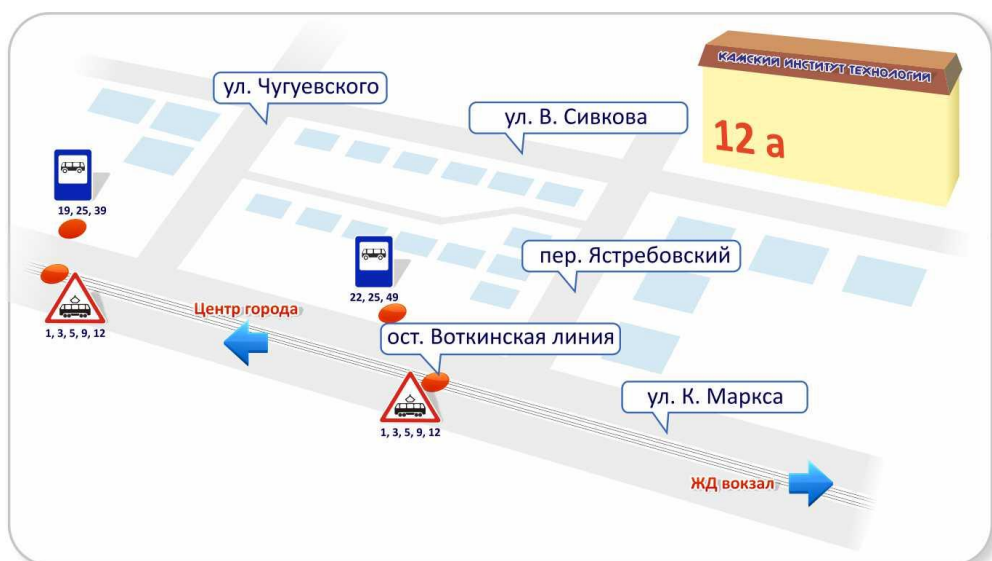 КАМСКИЙ ИНСТИТУТ ТЕХНОЛОГИИ
ул. Чугуевского
ул. В. Сивкова
12 а
19, 25, 39
пер. Ястребовский
22, 25, 49
Центр города
1, 3, 5, 9, 12
ост. Воткинская линия
ул. К. Маркса
1, 3, 5, 9, 12
ЖД вокзал